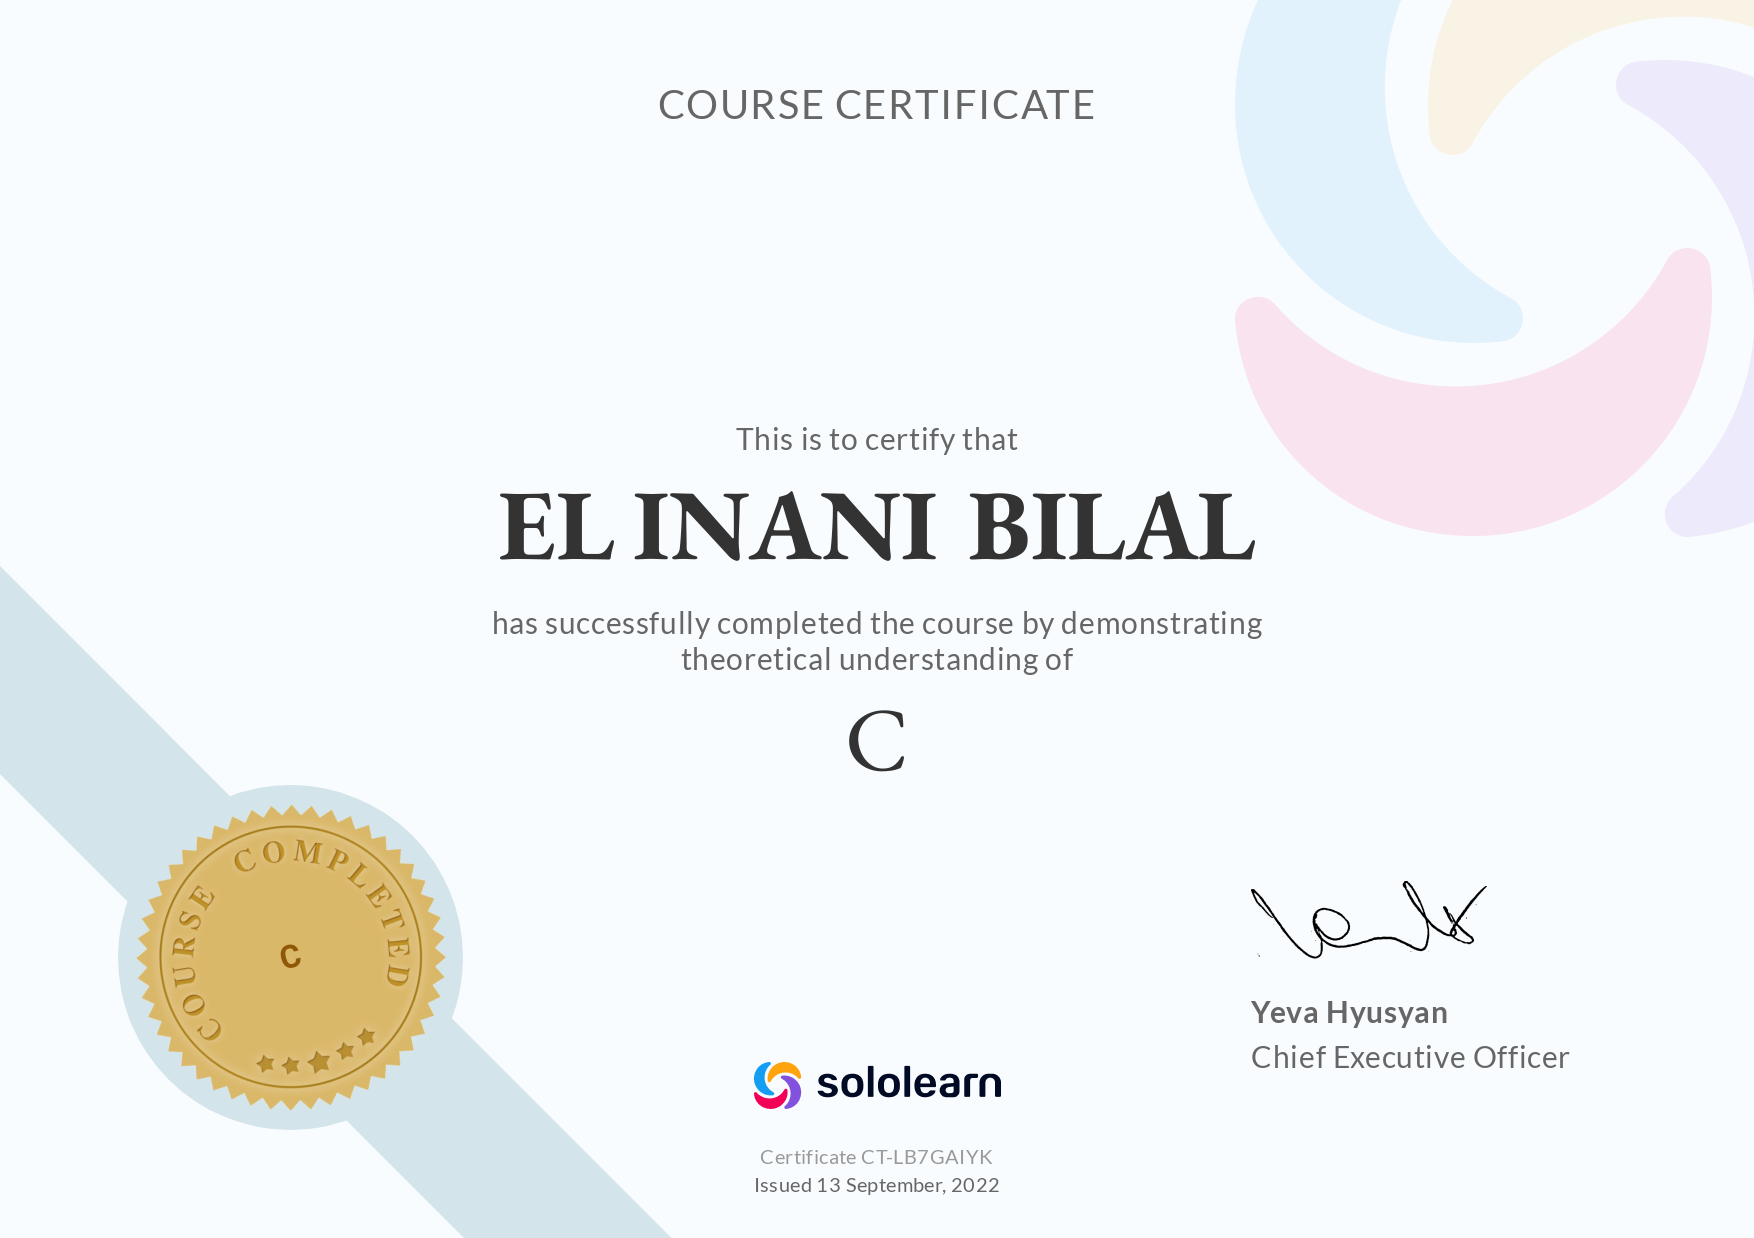 COURSE CERTIFICATE
This is to certify that
EL INANI BILAL
has successfully completed the course by demonstrating
theoretical understanding of
C
COURSE COMPLETED
C
Yeva Hyusyan
Chief Executive Officer
sololearn
Certificate CT-LB7GAIYK
Issued 13 September, 2022